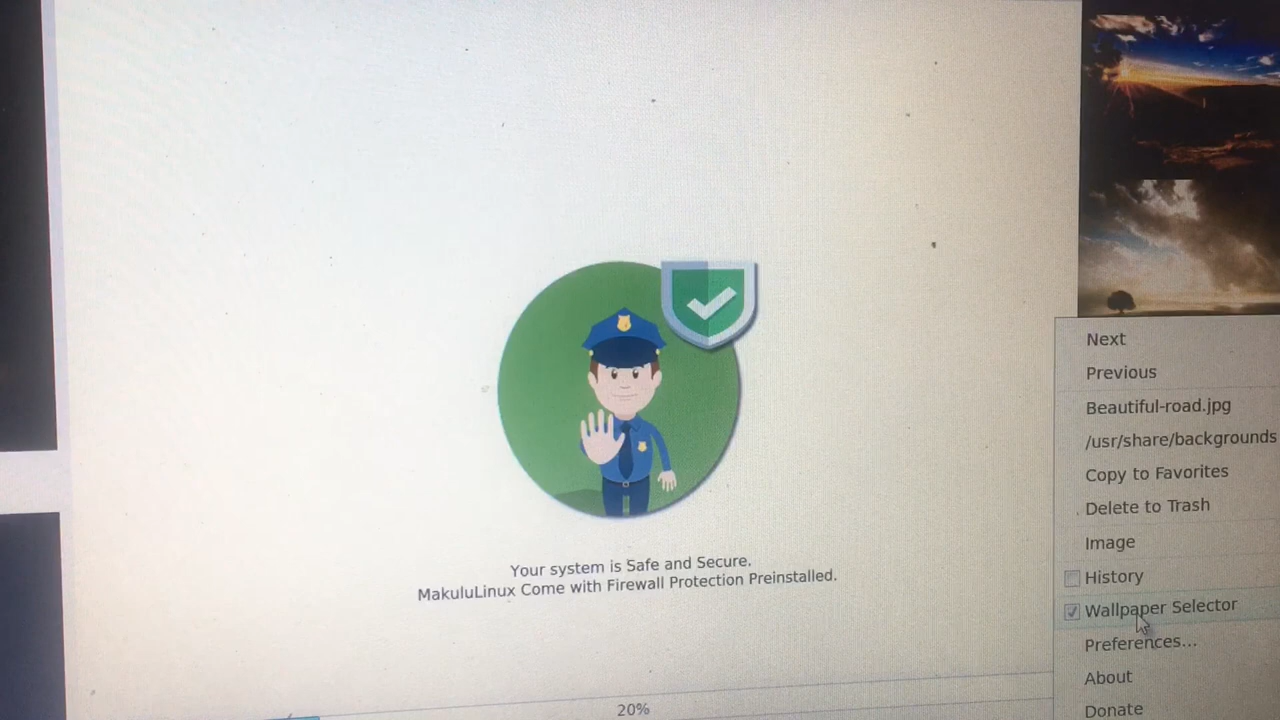 Your system is Safe and Secure.
MakuluLinux Come with Firewall Protection Preinstalled.
20%
Next
Previous
Beautiful-road.jpg
/usr/share/backgrounds
Copy to Favorites
Delete to Trash
Image
History
Wallpaper Selector
Preferences...
About
Donate